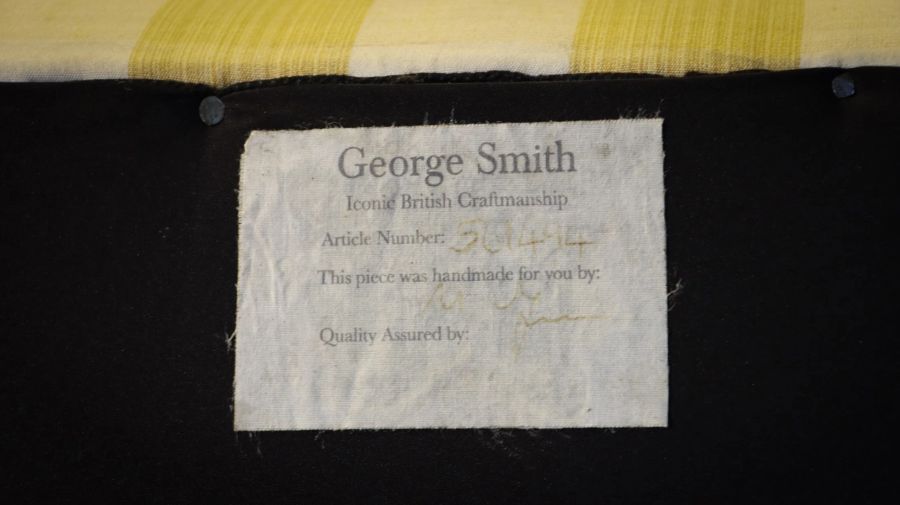 George Smith
Iconic British Craftmanship
Article Number:
This piece was handmade for you by:
Quality Assured by: